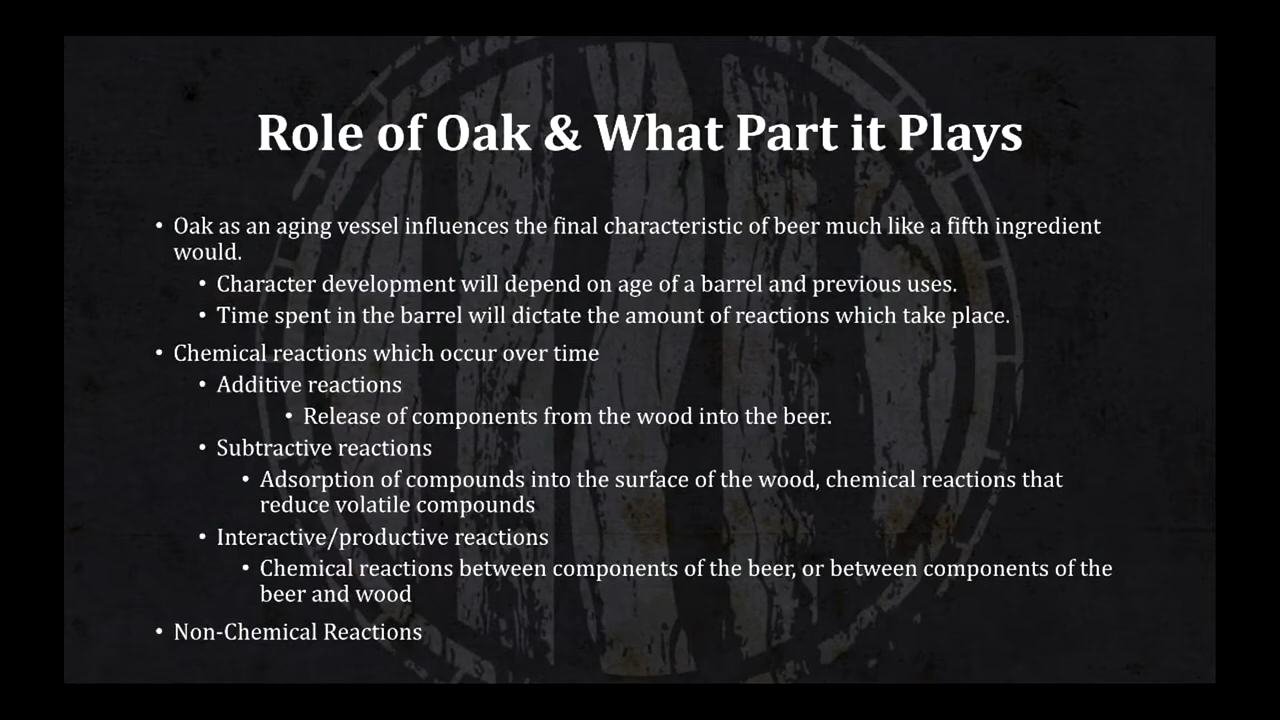 Role of Oak & What Part it Plays
• Oak as an aging vessel influences the final characteristic of beer much like a fifth ingredient
would.
• Character development will depend on age of a barrel and previous uses.
• Time spent in the barrel will dictate the amount of reactions which take place.
• Chemical reactions which occur over time
• Additive reactions
• Release of components from the wood into the beer.
• Subtractive reactions
• Adsorption of compounds into the surface of the wood, chemical reactions that
reduce volatile compounds
• Interactive/productive reactions
• Chemical reactions between components of the beer, or between components of the
beer and wood
• Non-Chemical Reactions